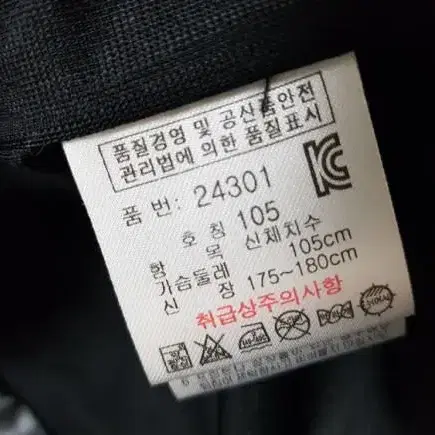 품질경영 및 공산품안전
관리법에 의한 품질표시
품 번: 24301
호 칭 105
항 목 신체치수
가슴둘레 105cm
신 장 175~180cm
취급상주의사항